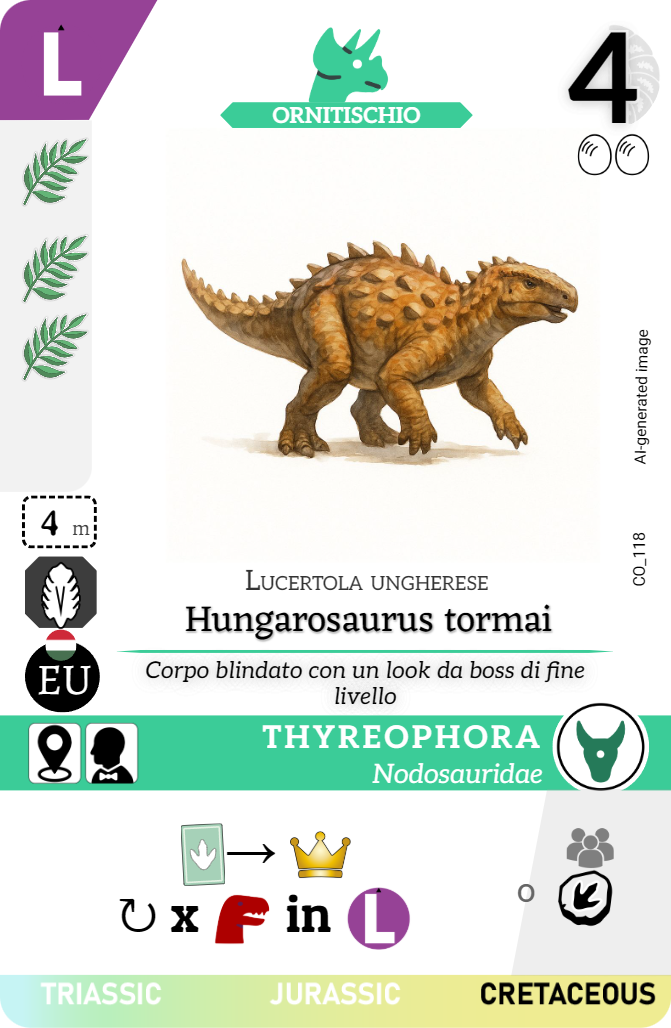 L
ORNITISCHIO
4
4 m
EU
AI-generated image
CO_118
Lucertola ungherese
Hungarosaurus tormai
Corpo blindato con un look da boss di fine
livello
THYREOPHORA
Nodosauridae
↻ x in L
o
TRIASSIC JURASSIC CRETACEOUS